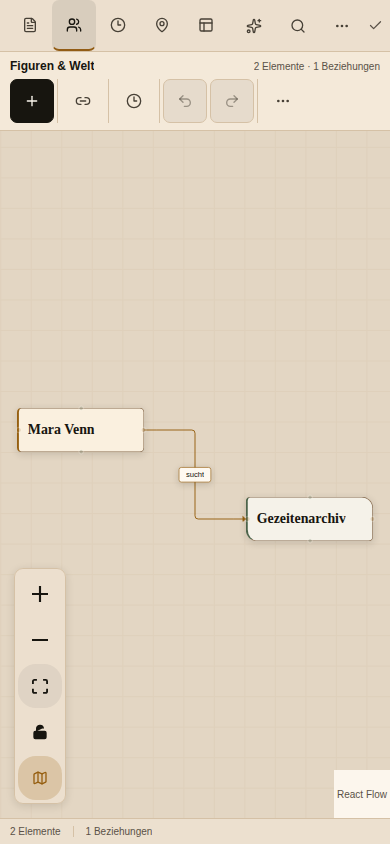 Figuren & Welt
2 Elemente · 1 Beziehungen
Mara Venn
sucht
Gezeitenarchiv
React Flow
2 Elemente
1 Beziehungen